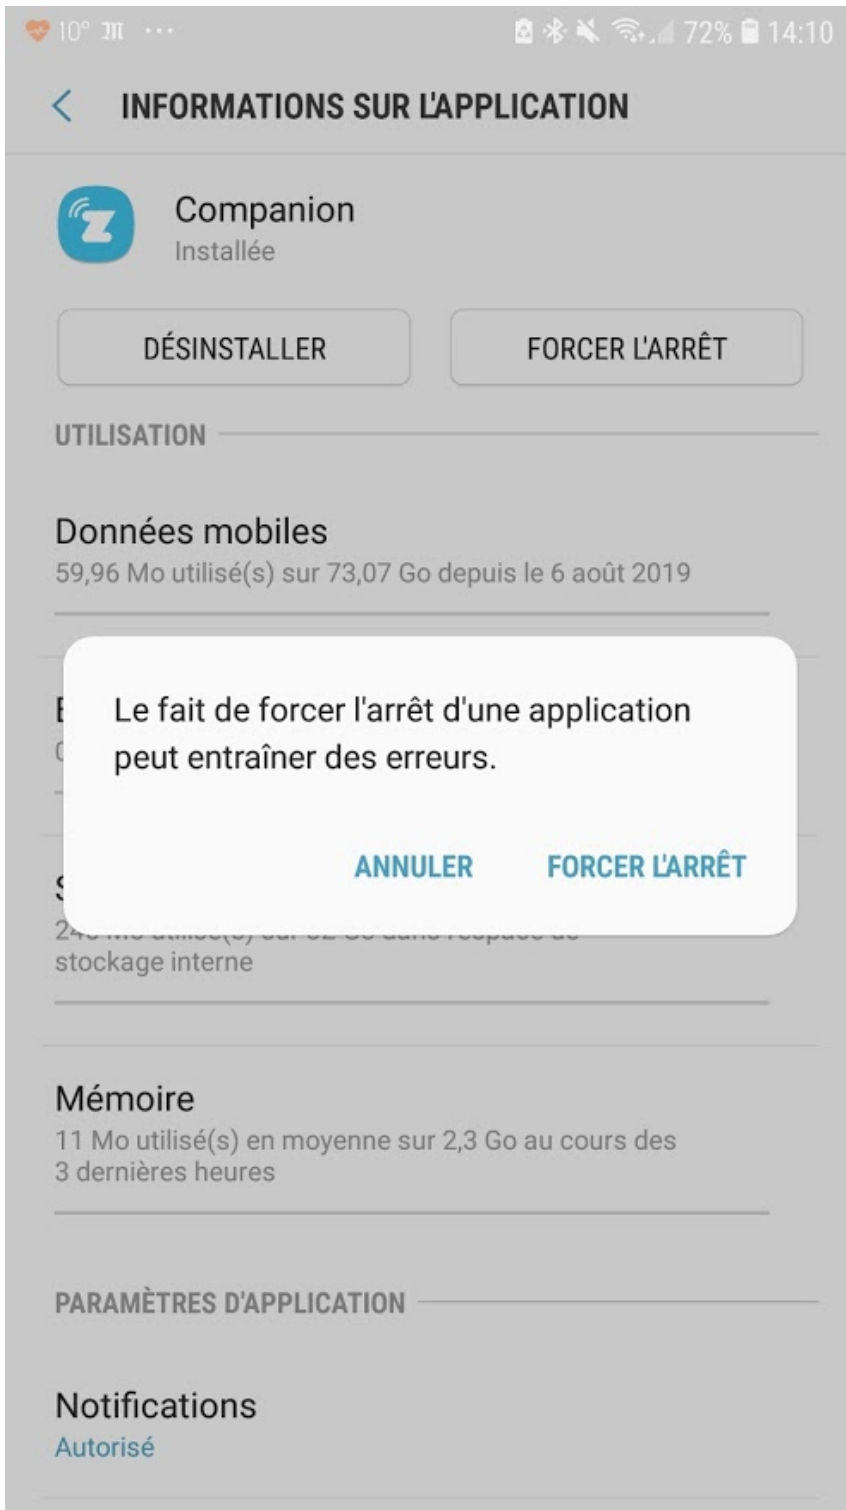 10° m ...
72% 14:10
INFORMATIONS SUR L'APPLICATION
Companion
Installée
DÉSINSTALLER
FORCER L'ARRÊT
UTILISATION
Données mobiles
59,96 Mo utilisé(s) sur 73,07 Go depuis le 6 août 2019
Le fait de forcer l'arrêt d'une application
peut entraîner des erreurs.
ANNULER
FORCER L'ARRÊT
stockage interne
Mémoire
11 Mo utilisé(s) en moyenne sur 2,3 Go au cours des
3 dernières heures
PARAMÈTRES D'APPLICATION
Notifications
Autorisé